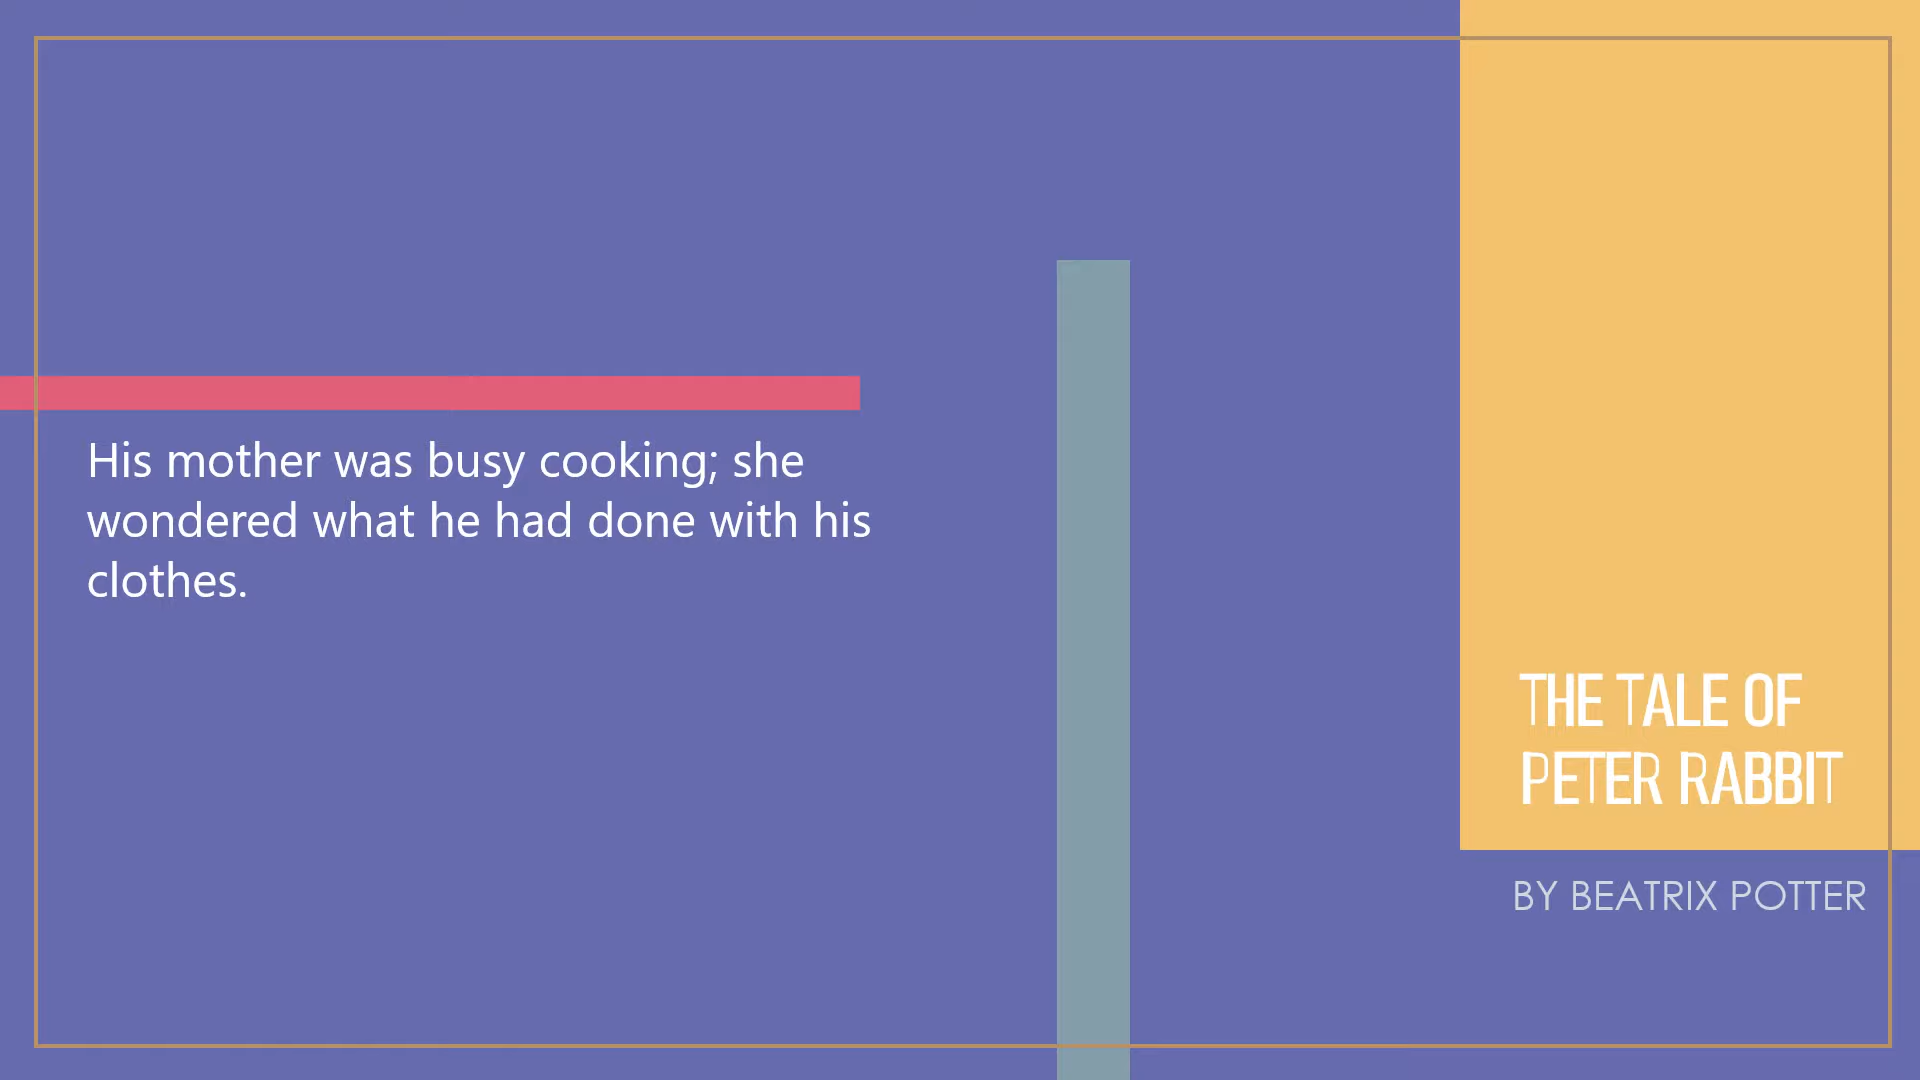 His mother was busy cooking; she
wondered what he had done with his
clothes.
THE TALE OF
PETER RABBIT
BY BEATRIX POTTER